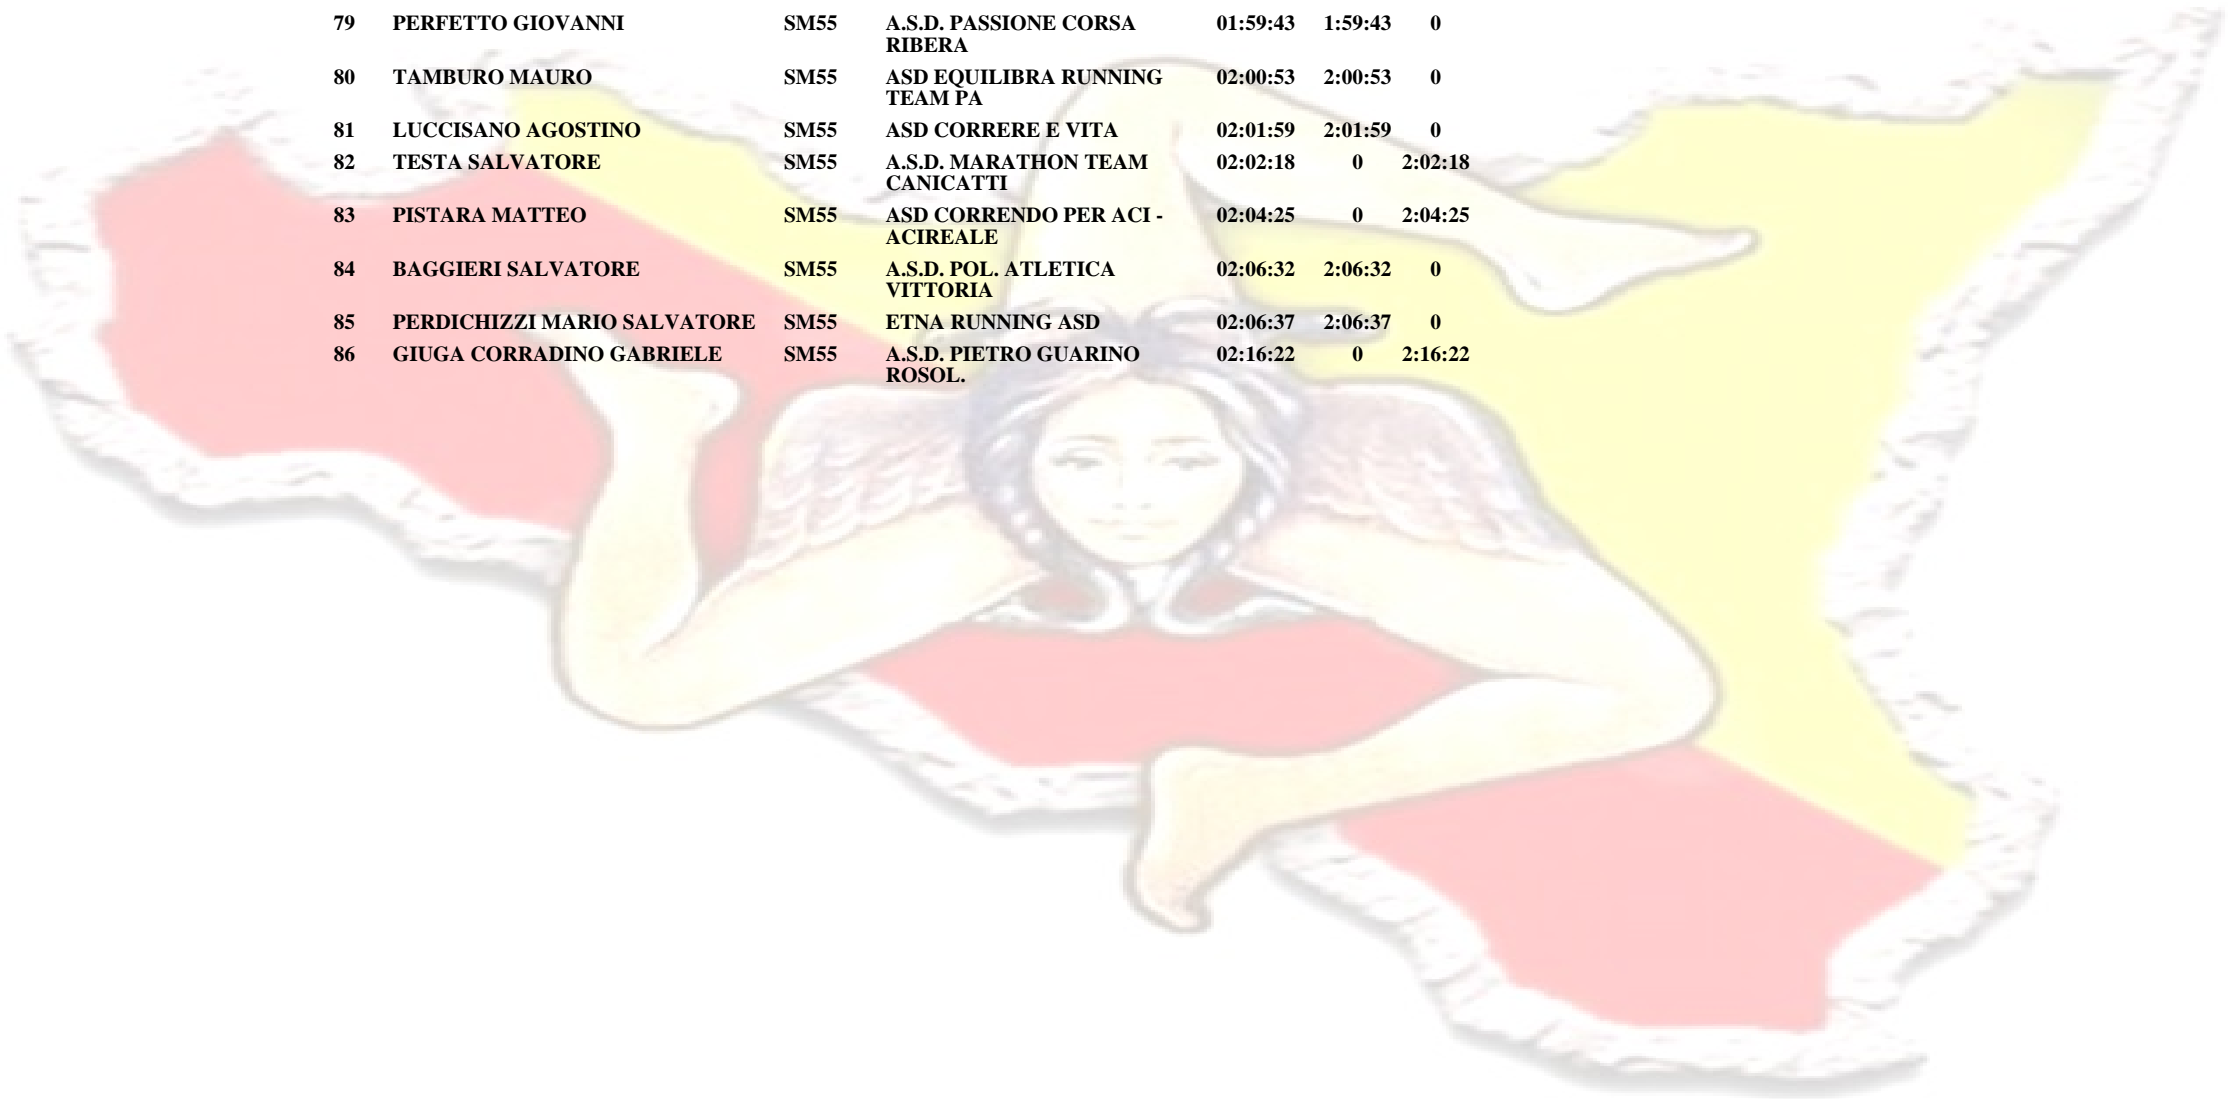 79 PERFETTO GIOVANNI SM55 A.S.D. PASSIONE CORSA 01:59:43 1:59:43 0
RIBERA
80 TAMBURO MAURO SM55 ASD EQUILIBRA RUNNING 02:00:53 2:00:53 0
TEAM PA
81 LUCCISANO AGOSTINO SM55 ASD CORRERE E VITA 02:01:59 2:01:59 0
82 TESTA SALVATORE SM55 A.S.D. MARATHON TEAM 02:02:18 0 2:02:18
CANICATTI
83 PISTARA MATTEO SM55 ASD CORRENDO PER ACI - 02:04:25 0 2:04:25
ACIREALE
84 BAGGIERI SALVATORE SM55 A.S.D. POL. ATLETICA 02:06:32 2:06:32 0
VITTORIA
85 PERDICHIZZI MARIO SALVATORE SM55 ETNA RUNNING ASD 02:06:37 2:06:37 0
86 GIUGA CORRADINO GABRIELE SM55 A.S.D. PIETRO GUARINO 02:16:22 0 2:16:22
ROSOL.